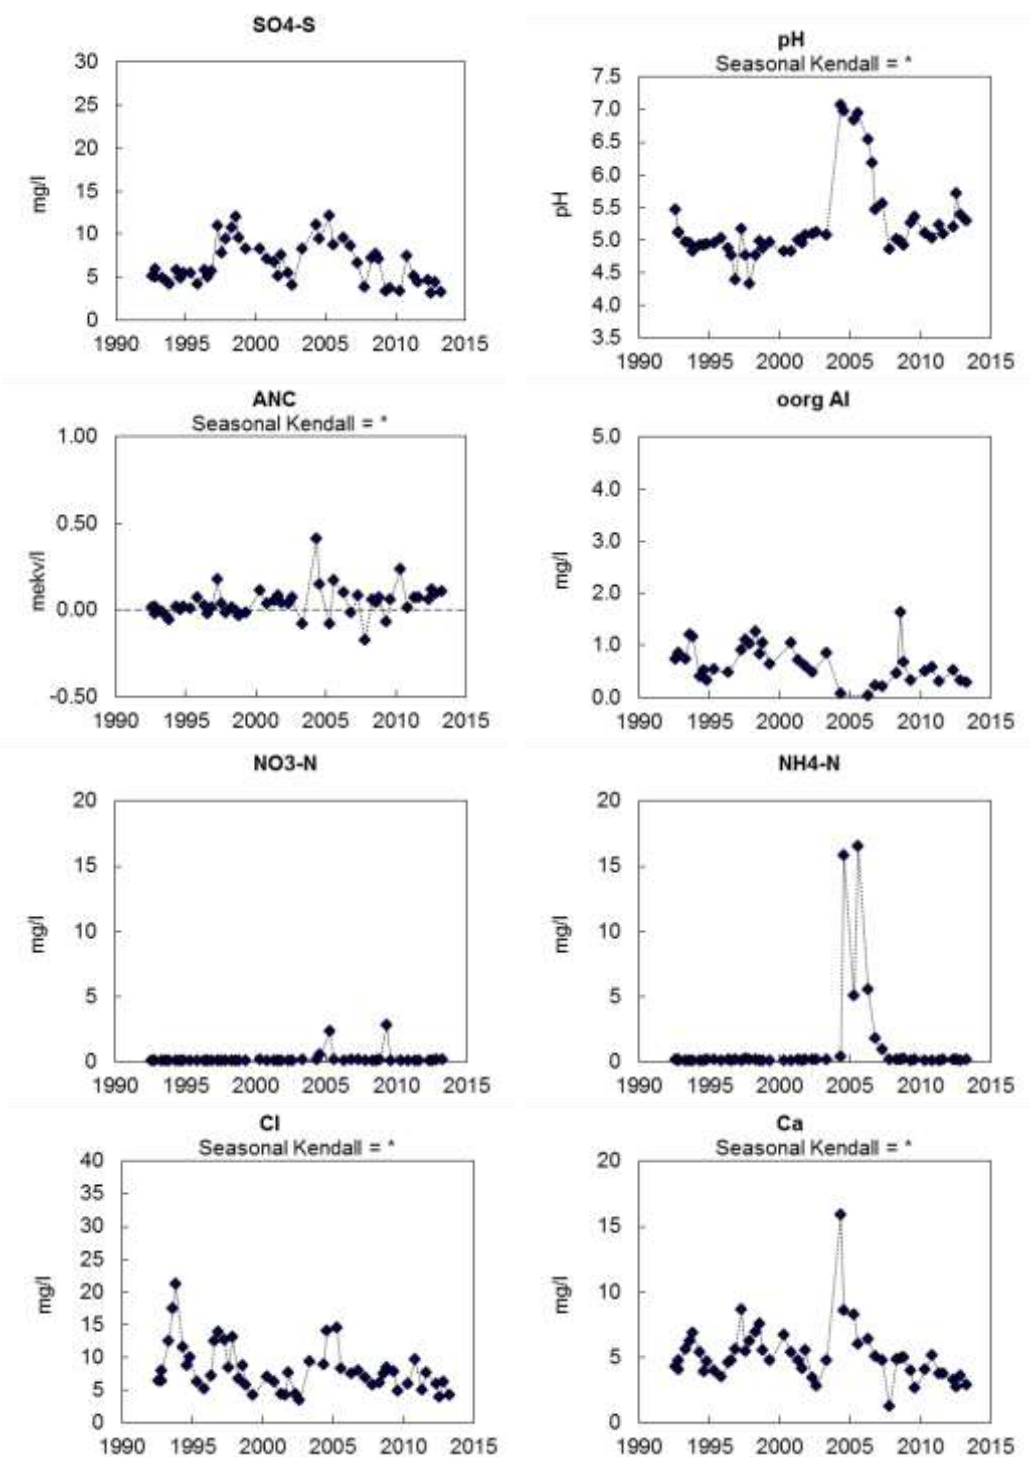 SO4-S
30
25
20
15
10
5
0
mg/l
1990 1995 2000 2005 2010 2015
pH
Seasonal Kendall = *
7.5
7.0
6.5
6.0
5.5
5.0
4.5
4.0
3.5
pH
1990 1995 2000 2005 2010 2015
ANC
Seasonal Kendall = *
1.00
0.50
0.00
-0.50
mekv/l
1990 1995 2000 2005 2010 2015
oorg Al
5.0
4.0
3.0
2.0
1.0
0.0
mg/l
1990 1995 2000 2005 2010 2015
NO3-N
20
15
10
5
0
mg/l
1990 1995 2000 2005 2010 2015
NH4-N
20
15
10
5
0
mg/l
1990 1995 2000 2005 2010 2015
Cl
Seasonal Kendall = *
40
35
30
25
20
15
10
5
0
mg/l
1990 1995 2000 2005 2010 2015
Ca
Seasonal Kendall = *
20
15
10
5
0
mg/l
1990 1995 2000 2005 2010 2015